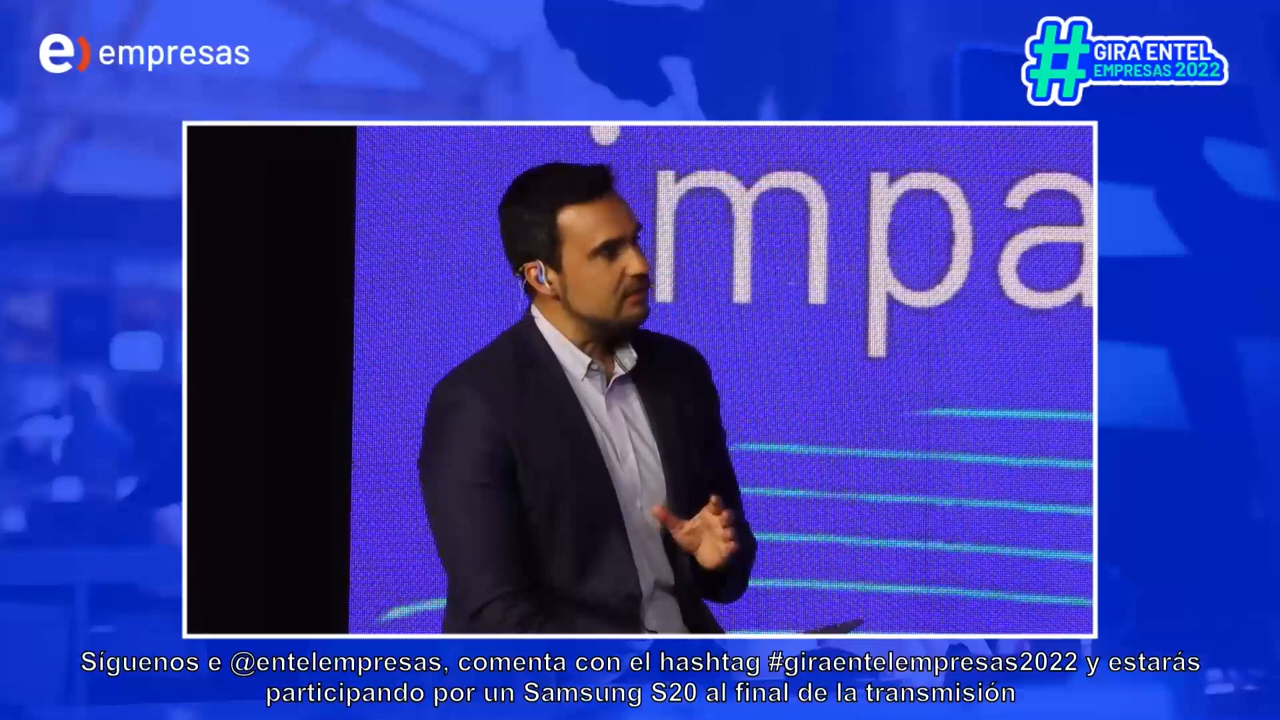 e) empresas
# GIRA ENTEL
EMPRESAS 2022
impa
Síguenos e @entelempresas, comenta con el hashtag #giraentelempresas2022 y estarás
participando por un Samsung S20 al final de la transmisión